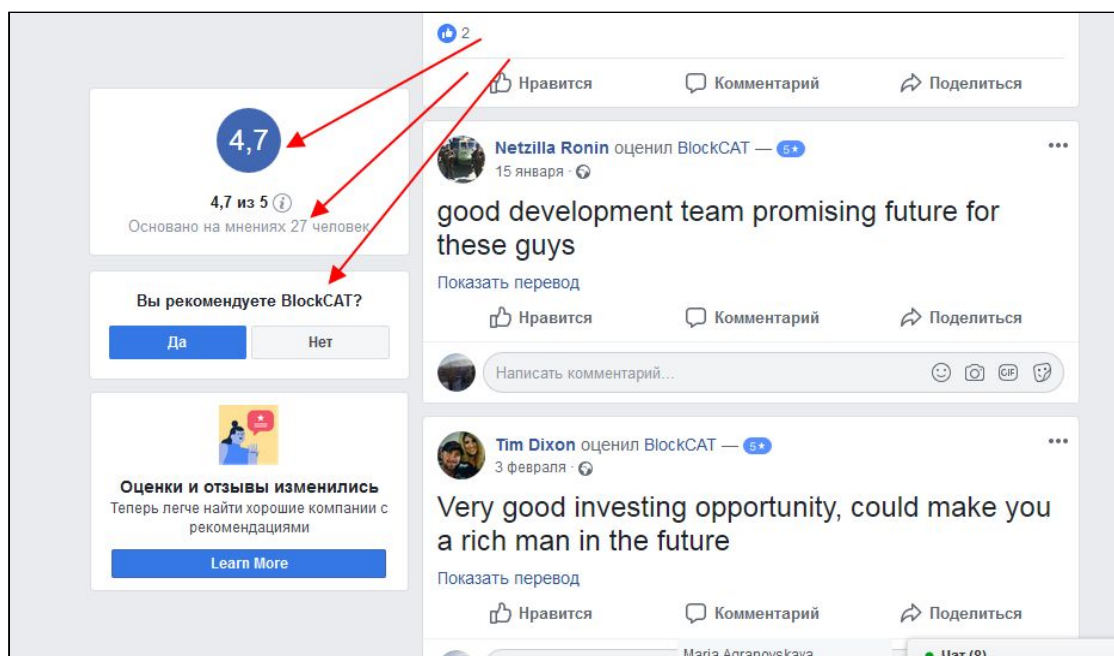 2
Нравится Комментарий Поделиться
4,7
4,7 из 5 i
Основано на мнениях 27 человек
Вы рекомендуете BlockCAT?
Да Нет
Оценки и отзывы изменились
Теперь легче найти хорошие компании с
рекомендациями
Learn More
Netzilla Ronin оценил BlockCAT — 5★
15 января ·
good development team promising future for
these guys
Показать перевод
Нравится Комментарий Поделиться
Написать комментарий...
GIF
Tim Dixon оценил BlockCAT — 5★
3 февраля ·
Very good investing opportunity, could make you
a rich man in the future
Показать перевод
Нравится Комментарий Поделиться
Maria Agranovskaya
Чат (8)